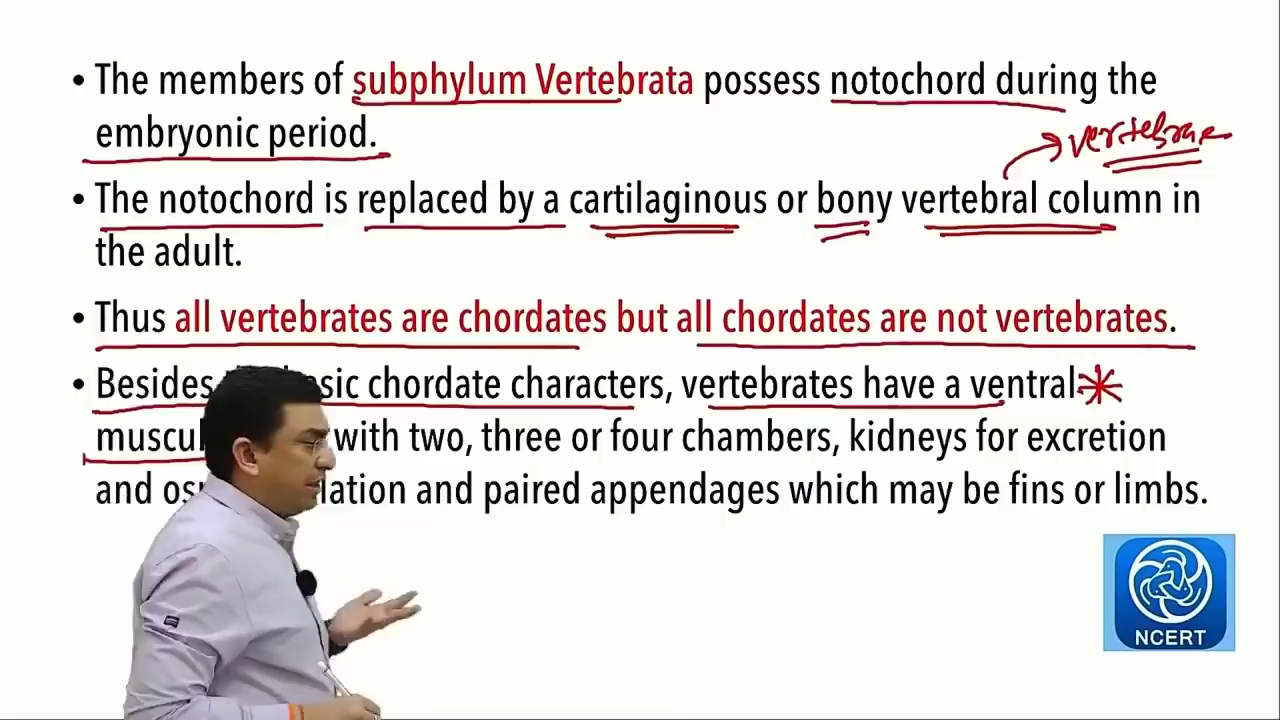 • The members of subphylum Vertebrata possess notochord during the
embryonic period.
vertebrae
• The notochord is replaced by a cartilaginous or bony vertebral column in
the adult.
• Thus all vertebrates are chordates but all chordates are not vertebrates.
• Besides basic chordate characters, vertebrates have a ventral
with two, three or four chambers, kidneys for excretion
and and paired appendages which may be fins or limbs.
NCERT